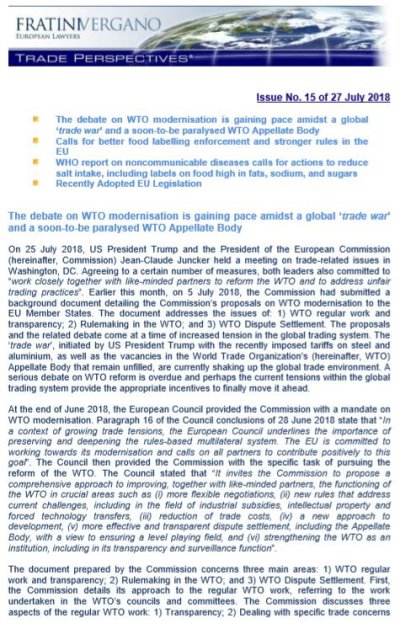 FRATINIVERGANO
EUROPEAN LAWYERS
TRADE PERSPECTIVES®
Issue No. 15 of 27 July 2018
The debate on WTO modernisation is gaining pace amidst a global
‘trade war’ and a soon-to-be paralysed WTO Appellate Body
Calls for better food labelling enforcement and stronger rules in the
EU
WHO report on noncommunicable diseases calls for actions to reduce
salt intake, including labels on food high in fats, sodium, and sugars
Recently Adopted EU Legislation
The debate on WTO modernisation is gaining pace amidst a global ‘trade war’
and a soon-to-be paralysed WTO Appellate Body
On 25 July 2018, US President Trump and the President of the European Commission
(hereinafter, Commission) Jean-Claude Juncker held a meeting on trade-related issues in
Washington, DC. Agreeing to a certain number of measures, both leaders also committed to
“work closely together with like-minded partners to reform the WTO and to address unfair
trading practices”. Earlier this month, on 5 July 2018, the Commission had submitted a
background document detailing the Commission's proposals on WTO modernisation to the
EU Member States. The document addresses the issues of: 1) WTO regular work and
transparency; 2) Rulemaking in the WTO; and 3) WTO Dispute Settlement. The proposals
and the related debate come at a time of increased tension in the global trading system. The
‘trade war’, initiated by US President Trump with the recently imposed tariffs on steel and
aluminium, as well as the vacancies in the World Trade Organization's (hereinafter, WTO)
Appellate Body that remain unfilled, are currently shaking up the global trade environment. A
serious debate on WTO reform is overdue and perhaps the current tensions within the global
trading system provide the appropriate incentives to finally move it ahead.
At the end of June 2018, the European Council provided the Commission with a mandate on
WTO modernisation. Paragraph 16 of the Council conclusions of 28 June 2018 state that “In
a context of growing trade tensions, the European Council underlines the importance of
preserving and deepening the rules-based multilateral system. The EU is committed to
working towards its modernisation and calls on all partners to contribute positively to this
goal”. The Council then provided the Commission with the specific task of pursuing the
reform of the WTO. The Council stated that “It invites the Commission to propose a
comprehensive approach to improving, together with like-minded partners, the functioning of
the WTO in crucial areas such as (i) more flexible negotiations, (ii) new rules that address
current challenges, including in the field of industrial subsidies, intellectual property and
forced technology transfers, (iii) reduction of trade costs, (iv) a new approach to
development, (v) more effective and transparent dispute settlement, including the Appellate
Body, with a view to ensuring a level playing field, and (vi) strengthening the WTO as an
institution, including in its transparency and surveillance function”.
The document prepared by the Commission concerns three main areas: 1) WTO regular
work and transparency; 2) Rulemaking in the WTO; and 3) WTO Dispute Settlement. First,
the Commission details its approach to the regular WTO work, referring to the work
undertaken in the WTO's councils and committees. The Commission discusses three
aspects of the regular WTO work: 1) Transparency; 2) Dealing with specific trade concerns